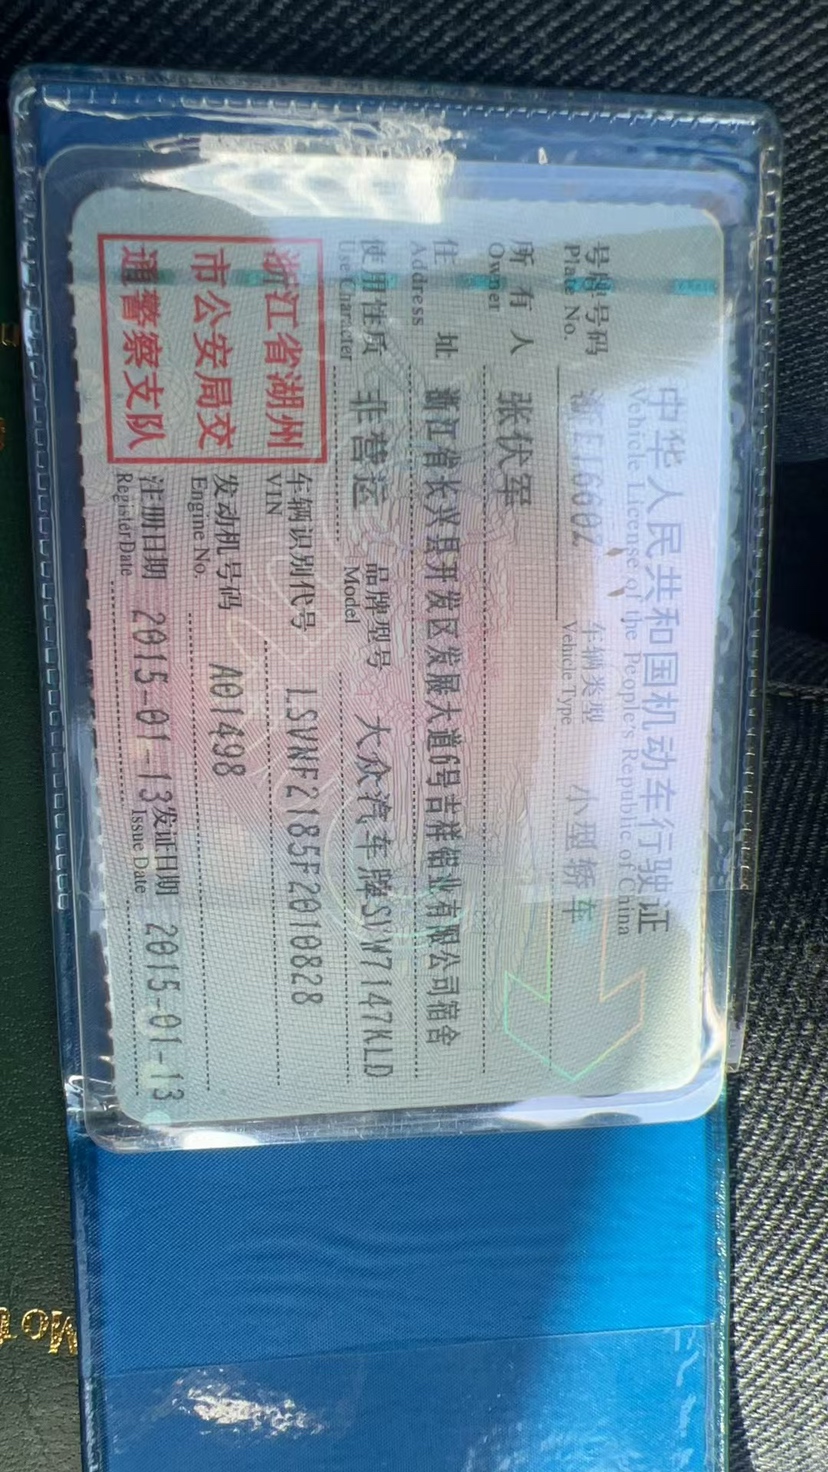 中华人民共和国机动车行驶证
Vehicle License of the People's Republic of China
号牌号码
Plate No.
车辆类型 小型轿车
Vehicle Type
所有人 张伏军
Owner
住址 浙江省长兴县开发区发展大道6号吉祥铝业有限公司宿舍
Address
使用性质 非营运 品牌型号 大众汽车牌SVW7147KLD
Use Character Model
浙江省湖州
市公安局交
通警察支队
车辆识别代号 LSVNF2185F2010828
VIN
发动机号码 A01498
Engine No.
注册日期 2015-01-13 发证日期 2015-01-13
Register Date Issue Date